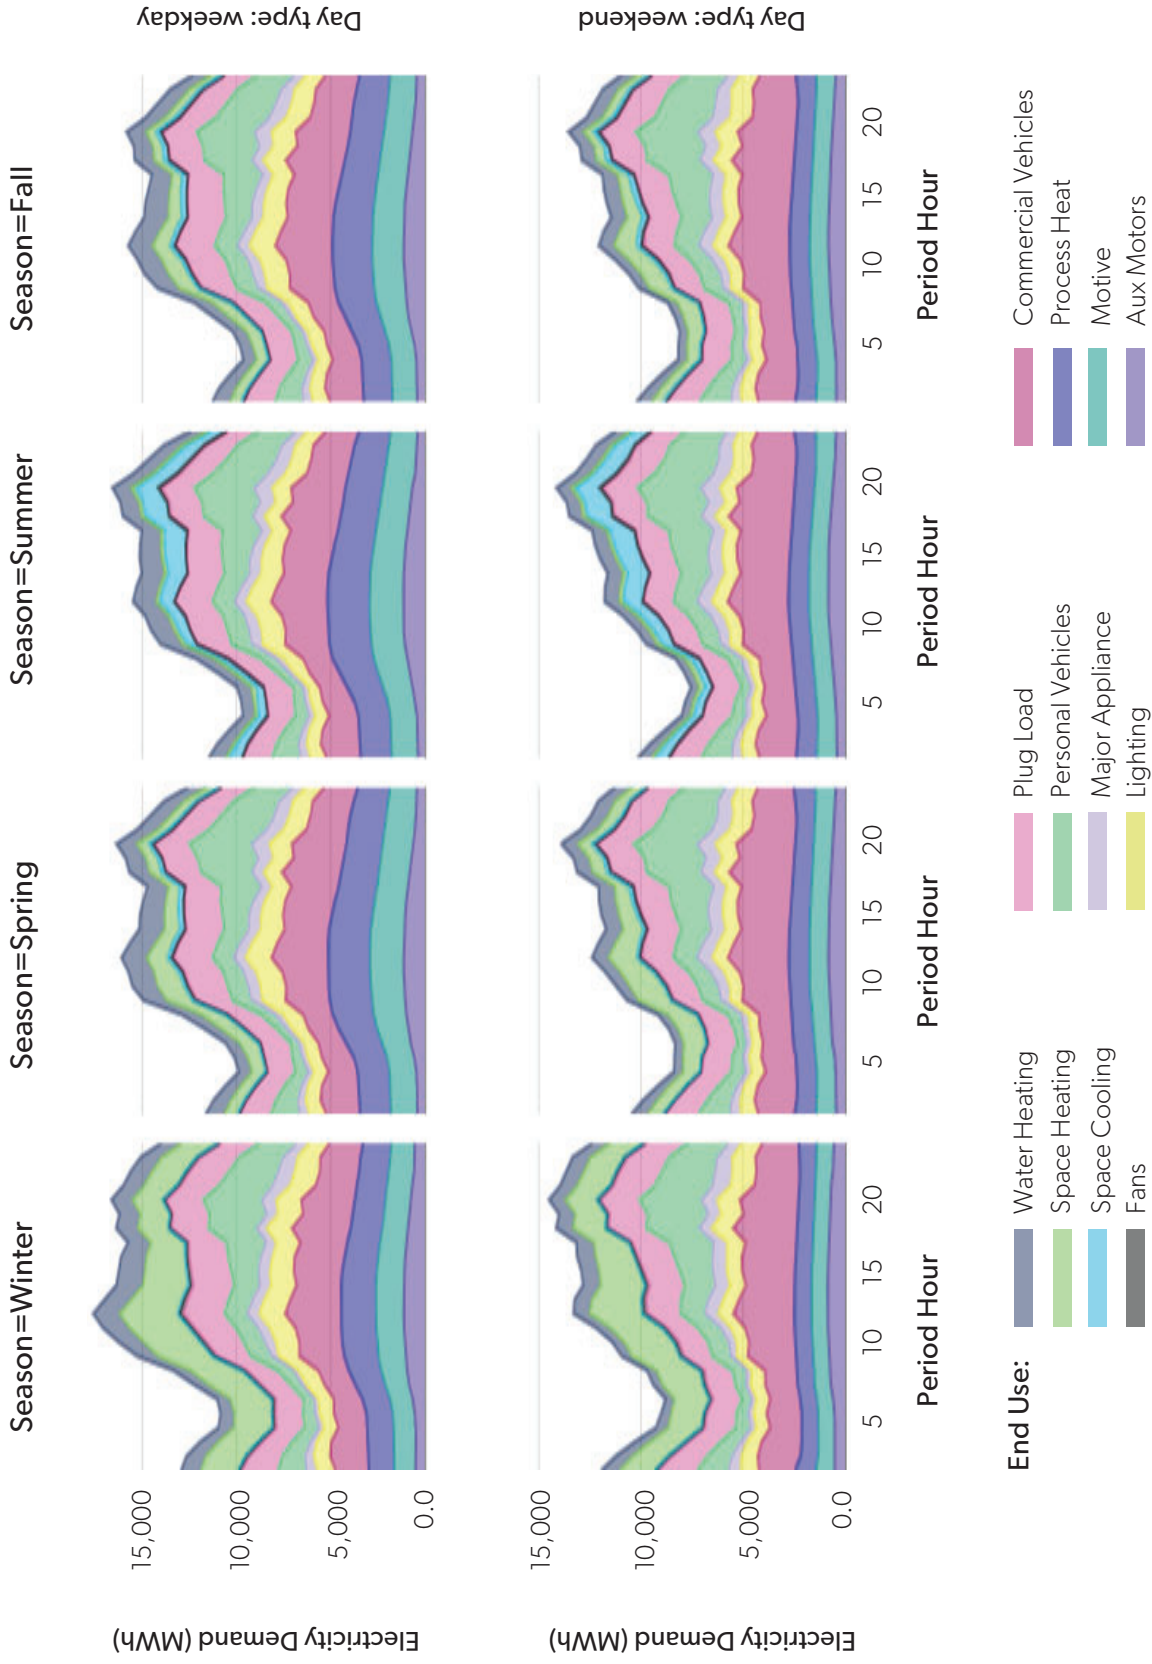 Season=Winter
Season=Spring
Season=Summer
Season=Fall
Electricity Demand (MWh)
15,000
10,000
5,000
0.0
Day type: weekday
Electricity Demand (MWh)
15,000
10,000
5,000
0.0
Day type: weekend
5 10 15 20
5 10 15 20
5 10 15 20
5 10 15 20
Period Hour
Period Hour
Period Hour
Period Hour
End Use:
Water Heating
Space Heating
Space Cooling
Fans
Plug Load
Personal Vehicles
Major Appliance
Lighting
Commercial Vehicles
Process Heat
Motive
Aux Motors